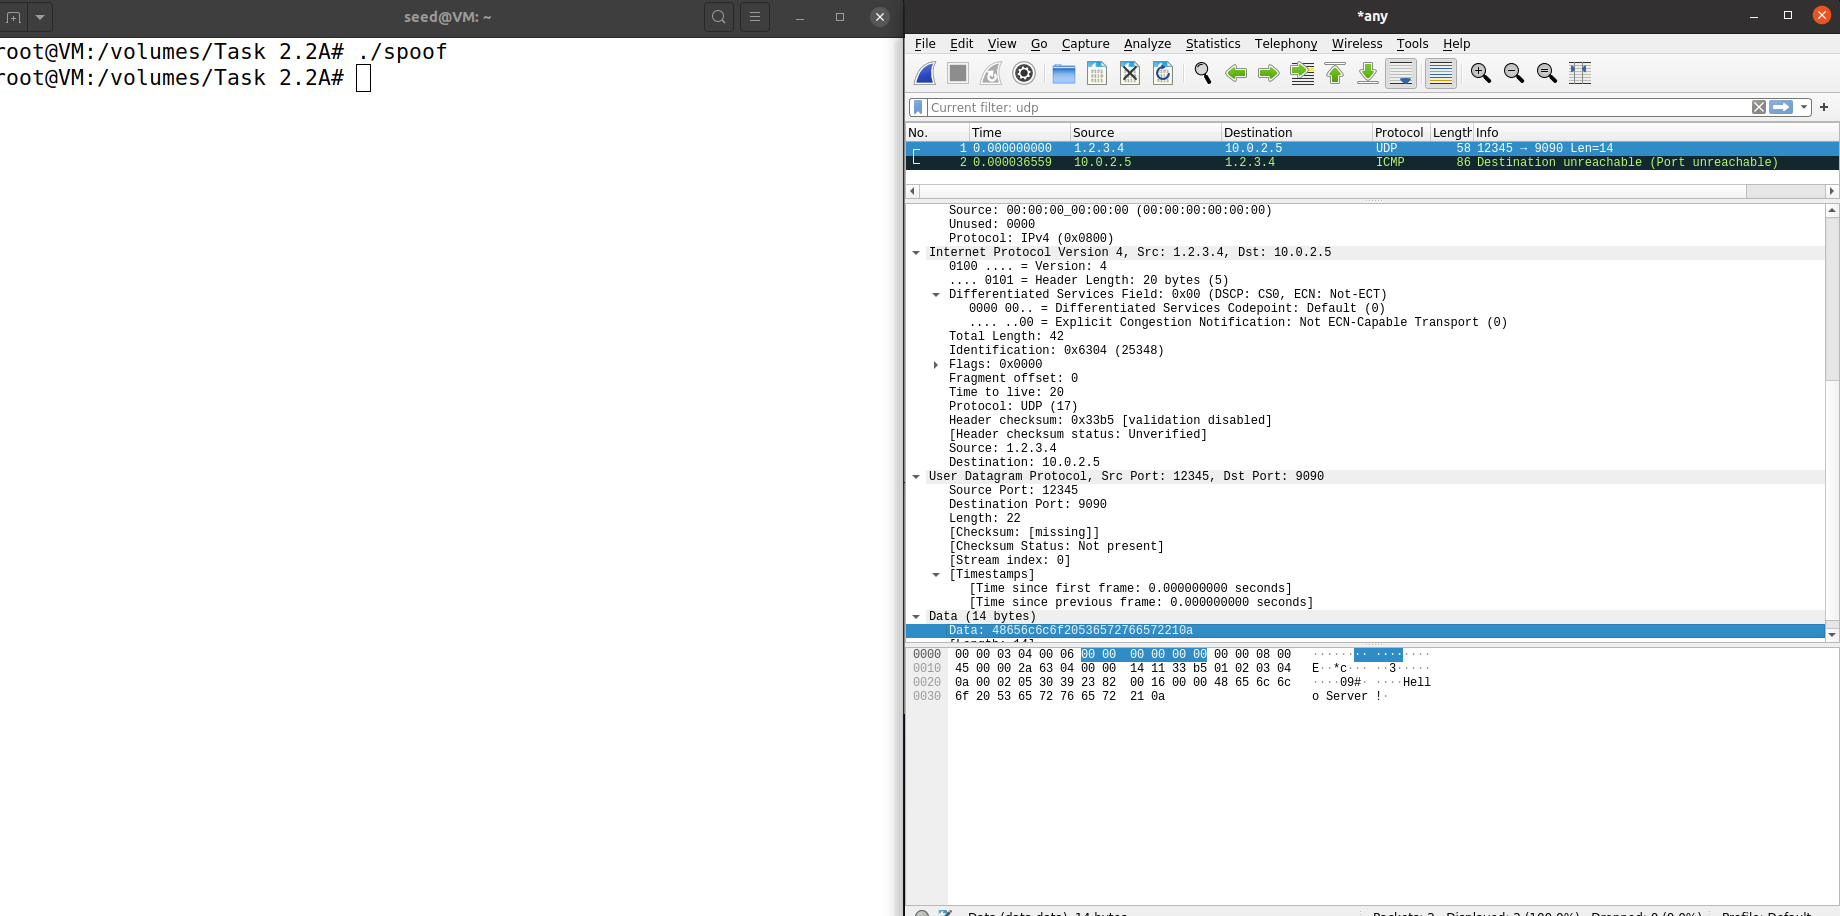 seed@VM: ~
root@VM:/volumes/Task 2.2A# ./spoof
root@VM:/volumes/Task 2.2A#
*any
File Edit View Go Capture Analyze Statistics Telephony Wireless Tools Help
Current filter: udp
No. Time Source Destination Protocol Length Info
1 0.000000000 1.2.3.4 10.0.2.5 UDP 58 12345 → 9090 Len=14
2 0.000036559 10.0.2.5 1.2.3.4 ICMP 86 Destination unreachable (Port unreachable)
Source: 00:00:00_00:00:00 (00:00:00:00:00:00)
Unused: 0000
Protocol: IPv4 (0x0800)
Internet Protocol Version 4, Src: 1.2.3.4, Dst: 10.0.2.5
0100 .... = Version: 4
.... 0101 = Header Length: 20 bytes (5)
Differentiated Services Field: 0x00 (DSCP: CS0, ECN: Not-ECT)
0000 00.. = Differentiated Services Codepoint: Default (0)
.... ..00 = Explicit Congestion Notification: Not ECN-Capable Transport (0)
Total Length: 42
Identification: 0x6304 (25348)
Flags: 0x0000
Fragment offset: 0
Time to live: 20
Protocol: UDP (17)
Header checksum: 0x33b5 [validation disabled]
[Header checksum status: Unverified]
Source: 1.2.3.4
Destination: 10.0.2.5
User Datagram Protocol, Src Port: 12345, Dst Port: 9090
Source Port: 12345
Destination Port: 9090
Length: 22
[Checksum: [missing]]
[Checksum Status: Not present]
[Stream index: 0]
[Timestamps]
[Time since first frame: 0.000000000 seconds]
[Time since previous frame: 0.000000000 seconds]
Data (14 bytes)
Data: 48656c6c6f20536572766572210a
[Length: 14]
0000 00 00 03 04 00 06 00 00 00 00 00 00 00 00 08 00 ········ ········
0010 45 00 00 2a 63 04 00 00 14 11 33 b5 01 02 03 04 E··*c··· ··3·····
0020 0a 00 02 05 30 39 23 82 00 16 00 00 48 65 6c 6c ····09#· ····Hell
0030 6f 20 53 65 72 76 65 72 21 0a o Server !·
Data (data.data), 14 bytes
Packets: 2 · Displayed: 2 (100.0%) · Dropped: 0 (0.0%)
Profile: Default